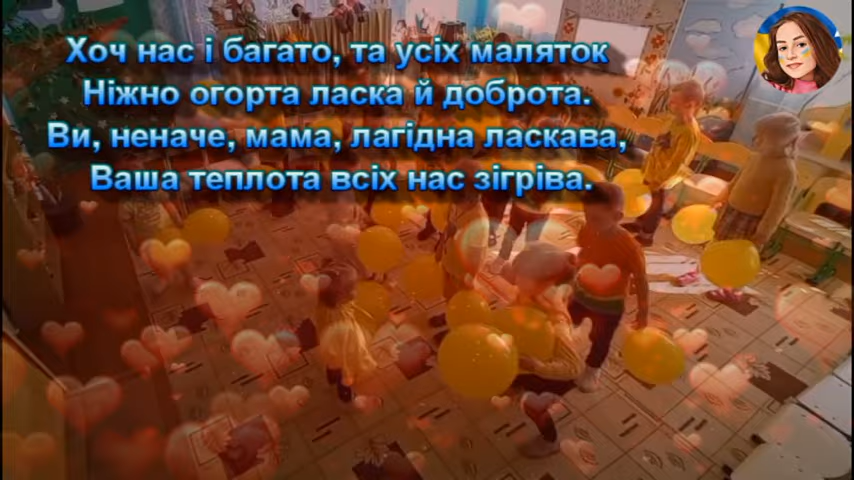 Хоч нас і багато, та усіх маляток
Ніжно огорта ласка й доброта.
Ви, неначе, мама, лагідна ласкава,
Ваша теплота всіх нас зігріва.